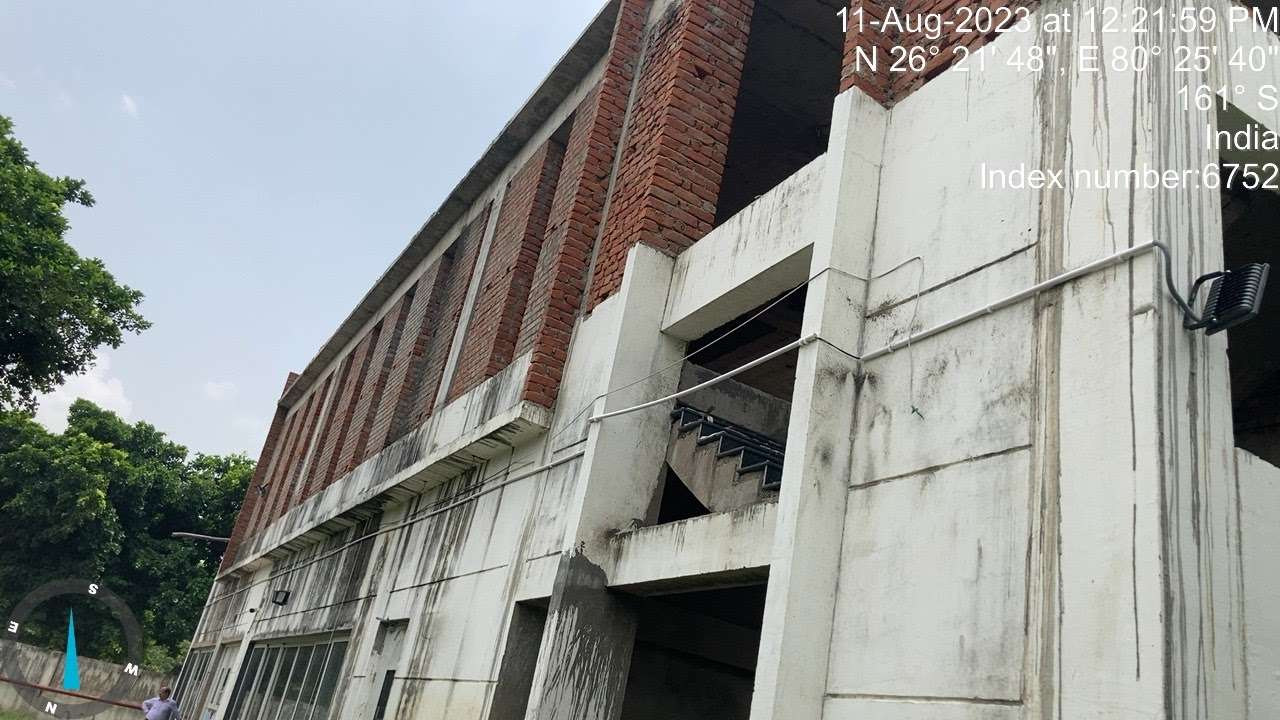 11-Aug-2023 at 12:21:59 PM
N 26° 21' 48", E 80° 25' 40"
161° S
India
Index number:6752
S
E
W
N